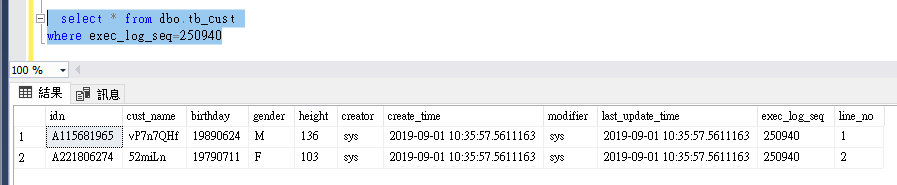 select * from dbo.tb_cust
where exec_log_seq=250940
100 %
結果 訊息
idn cust_name birthday gender height creator create_time modifier last_update_time exec_log_seq line_no
1 A115681965 vP7n7QHf 19890624 M 136 sys 2019-09-01 10:35:57.5611163 sys 2019-09-01 10:35:57.5611163 250940 1
2 A221806274 52miLn 19790711 F 103 sys 2019-09-01 10:35:57.5611163 sys 2019-09-01 10:35:57.5611163 250940 2